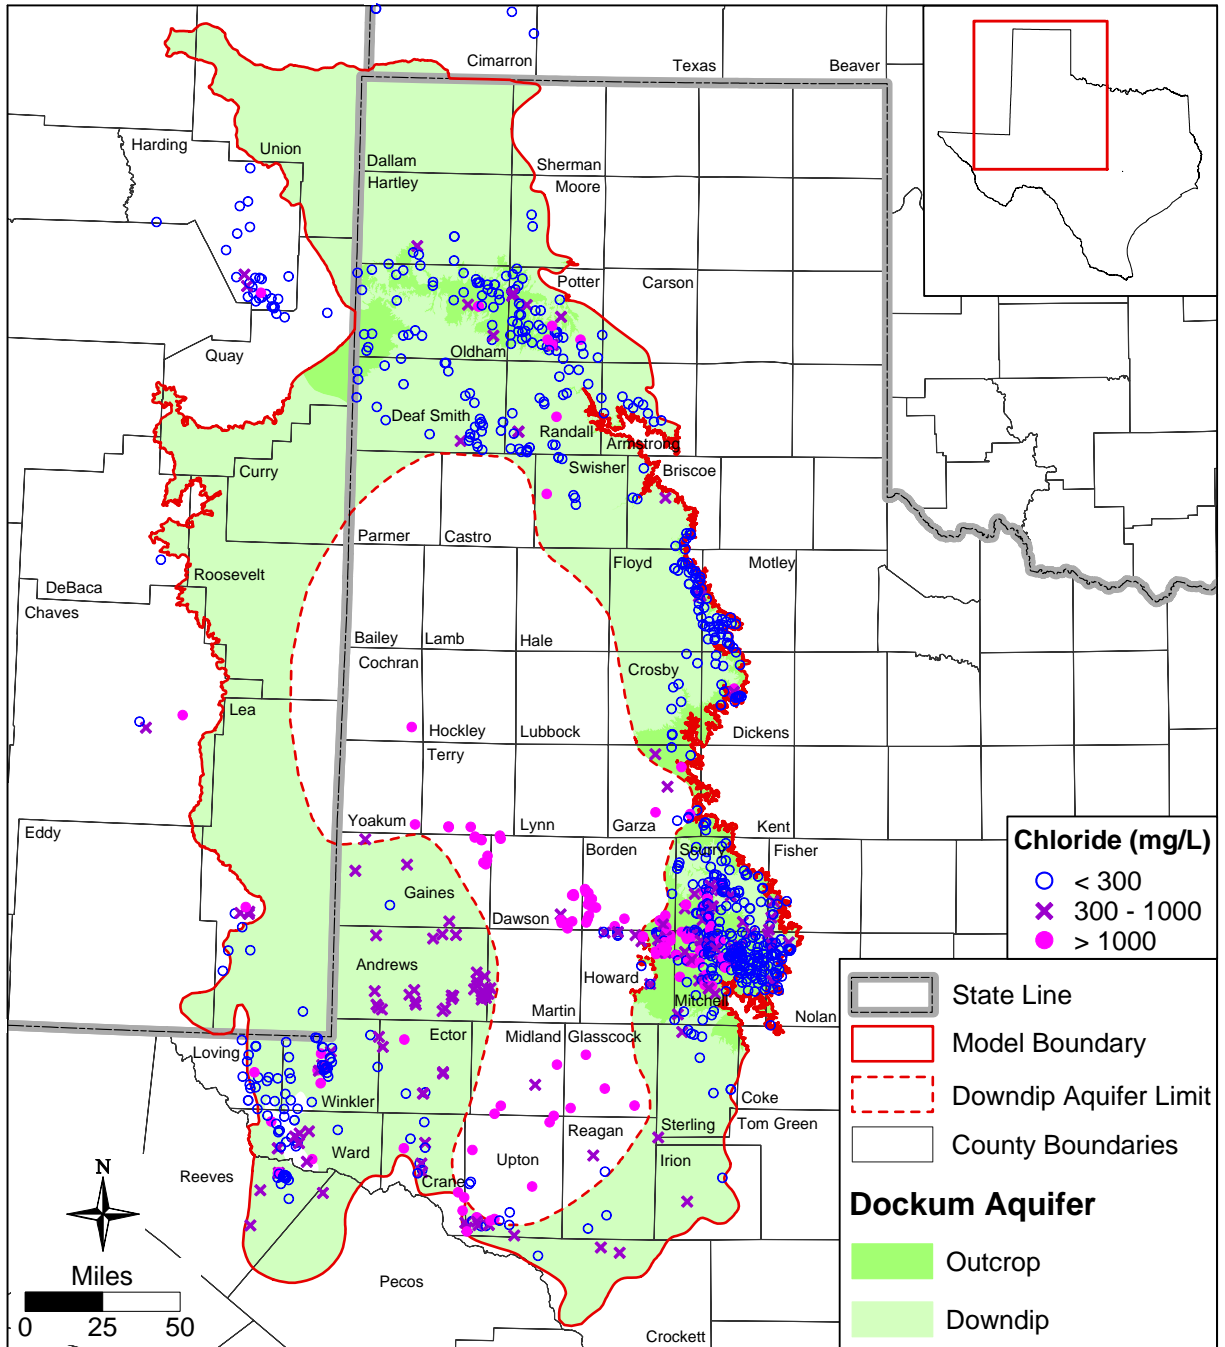 Cimarron
Texas
Beaver
Harding
Union
Dallam
Sherman
Hartley
Moore
Potter
Carson
Quay
Oldham
Deaf Smith
Randall
Armstrong
Curry
Swisher
Briscoe
Parmer
Castro
Floyd
Motley
Roosevelt
DeBaca
Chaves
Bailey
Lamb
Hale
Cochran
Crosby
Lea
Hockley
Lubbock
Dickens
Terry
Eddy
Yoakum
Lynn
Garza
Kent
Borden
Scurry
Fisher
Gaines
Dawson
Andrews
Howard
Mitchell
Martin
Nolan
Ector
Midland
Glasscock
Loving
Winkler
Coke
Sterling
Tom Green
Reagan
Ward
Upton
Irion
Reeves
Crane
Pecos
Crockett
Chloride (mg/L)
< 300
300 - 1000
> 1000
State Line
Model Boundary
Downdip Aquifer Limit
County Boundaries
Dockum Aquifer
Outcrop
Downdip
N
Miles
0 25 50